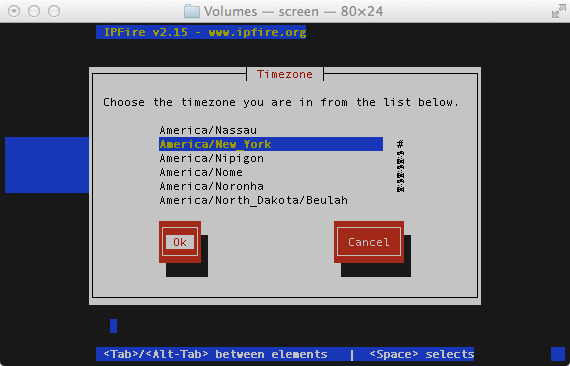 Volumes — screen — 80×24
IPFire v2.15 - www.ipfire.org
Timezone
Choose the timezone you are in from the list below.
America/Nassau
America/New_York #
America/Nipigon
America/Nome
America/Noronha
America/North_Dakota/Beulah
Ok Cancel
<Tab>/<Alt-Tab> between elements | <Space> selects